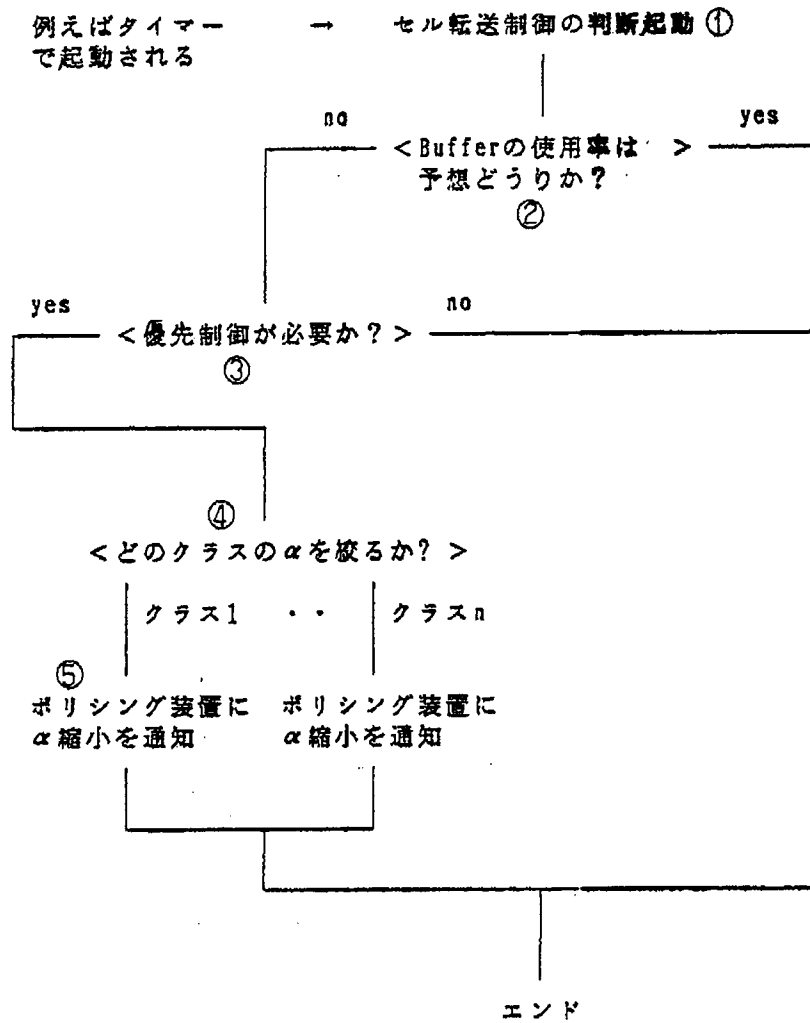 例えばタイマー → セル転送制御の判断起動 ①
で起動される
no yes
<Bufferの使用率は >
予想どうりか?
②
yes no
<優先制御が必要か?>
③
④
<どのクラスのαを絞るか? >
クラス1 ・・ クラスn
⑤
ポリシング装置に ポリシング装置に
α縮小を通知 α縮小を通知
エンド